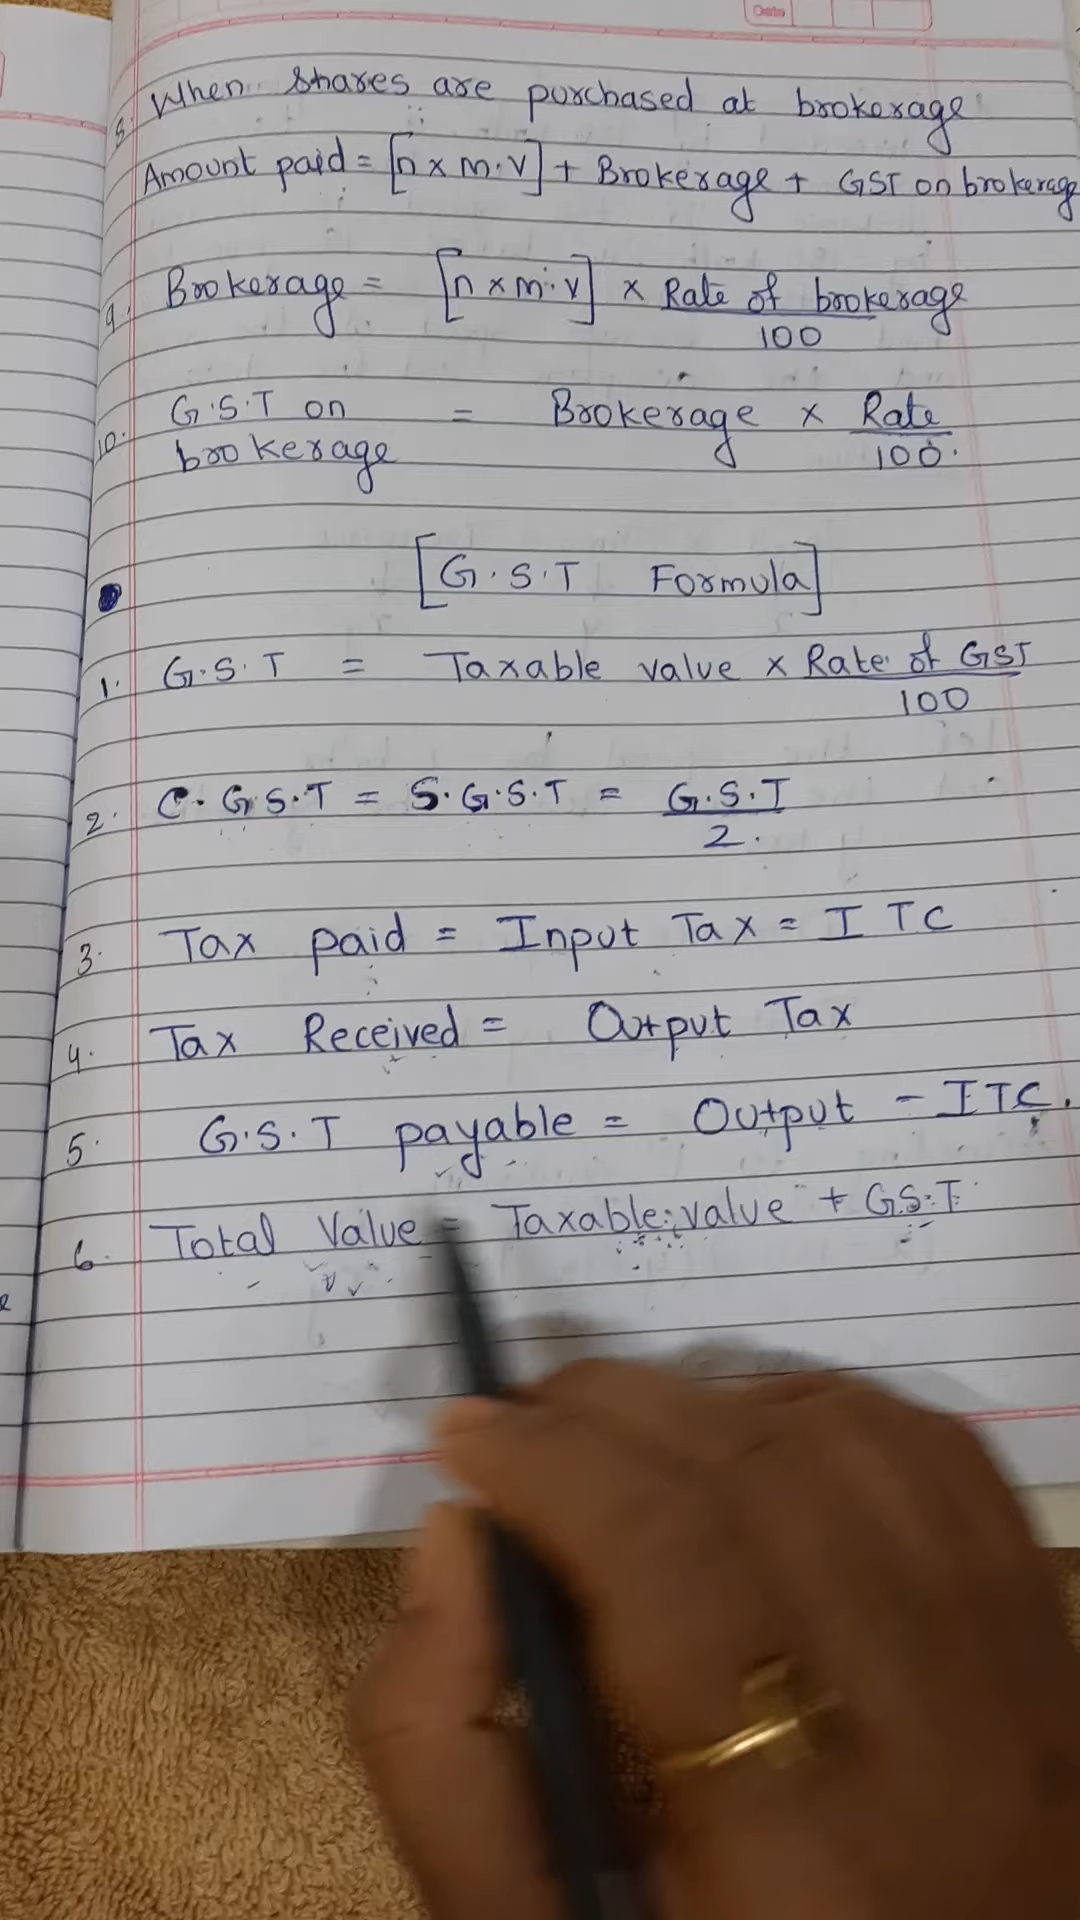 Date
8. When shares are purchased at brokerage
Amount paid = [n x m.v] + Brokerage + GST on brokerage
9. Brokerage = [n x m.v] x Rate of brokerage
100
10. G.S.T on brokerage = Brokerage x Rate
100.
[G.S.T Formula]
1. G.S.T = Taxable value x Rate of GST
100
2. C.G.S.T = S.G.S.T = G.S.T
2.
3. Tax paid = Input Tax = ITC
4. Tax Received = Output Tax
5. G.S.T payable = Output - ITC.
6. Total Value = Taxable value + G.S.T.